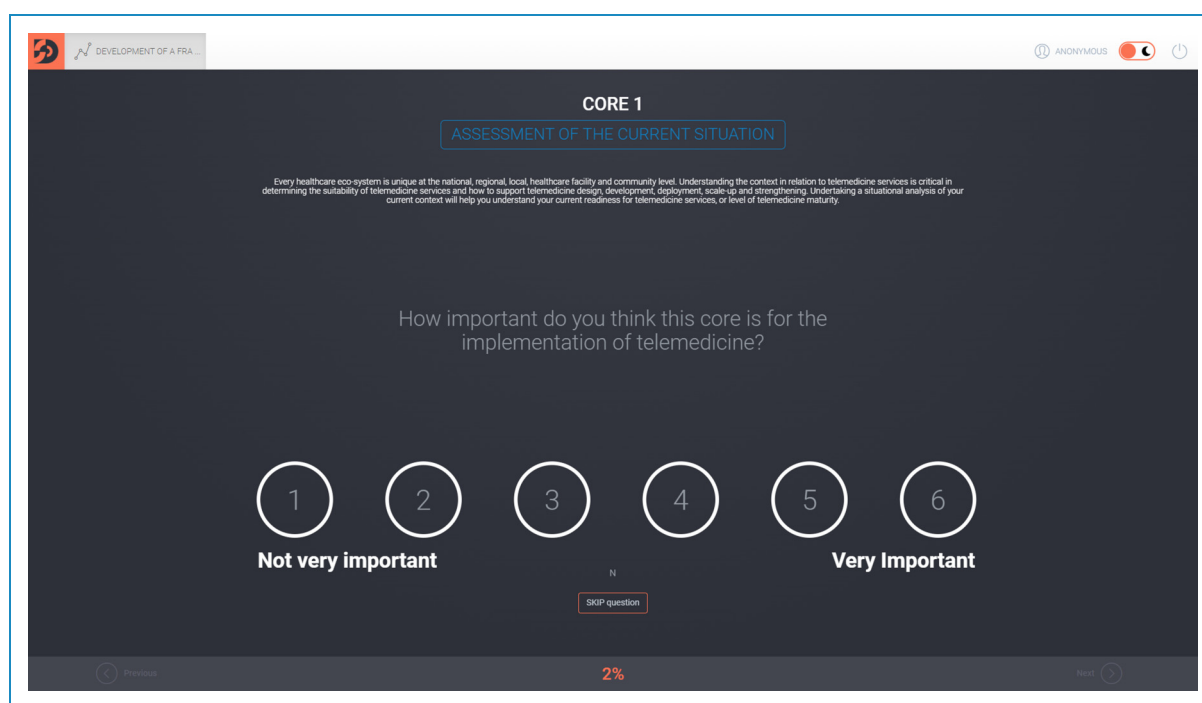 DEVELOPMENT OF A FRA ...
ANONYMOUS
CORE 1
ASSESSMENT OF THE CURRENT SITUATION
Every healthcare eco-system is unique at the national, regional, local, healthcare facility and community level. Understanding the context in relation to telemedicine services is critical in
determining the suitability of telemedicine services and how to support telemedicine design, development, deployment, scale-up and strengthening. Undertaking a situational analysis of your
current context will help you understand your current readiness for telemedicine services, or level of telemedicine maturity.
How important do you think this core is for the
implementation of telemedicine?
1 2 3 4 5 6
Not very important Very Important
N
SKIP question
Previous 2% Next